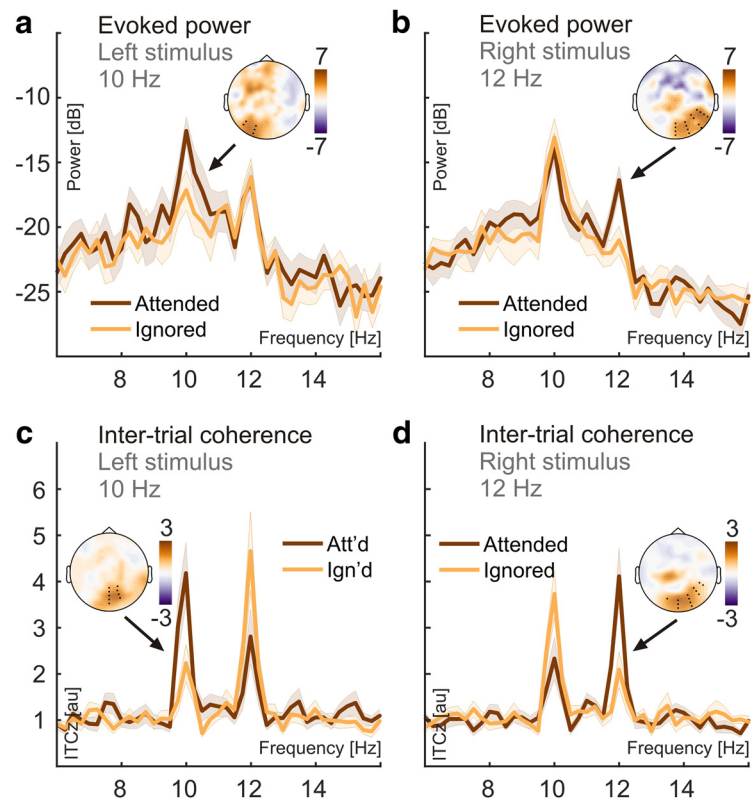 a
Evoked power
Left stimulus
10 Hz
7
-7
-10
-15
-20
-25
Power [dB]
Attended
Ignored
Frequency [Hz]
8
10
12
14
b
Evoked power
Right stimulus
12 Hz
7
-7
Power [dB]
Attended
Ignored
Frequency [Hz]
8
10
12
14
c
Inter-trial coherence
Left stimulus
10 Hz
3
-3
6
5
4
3
2
1
ITCz [au]
Att'd
Ign'd
Frequency [Hz]
8
10
12
14
16
d
Inter-trial coherence
Right stimulus
12 Hz
Attended
Ignored
3
-3
ITCz [au]
Frequency [Hz]
8
10
12
14
16